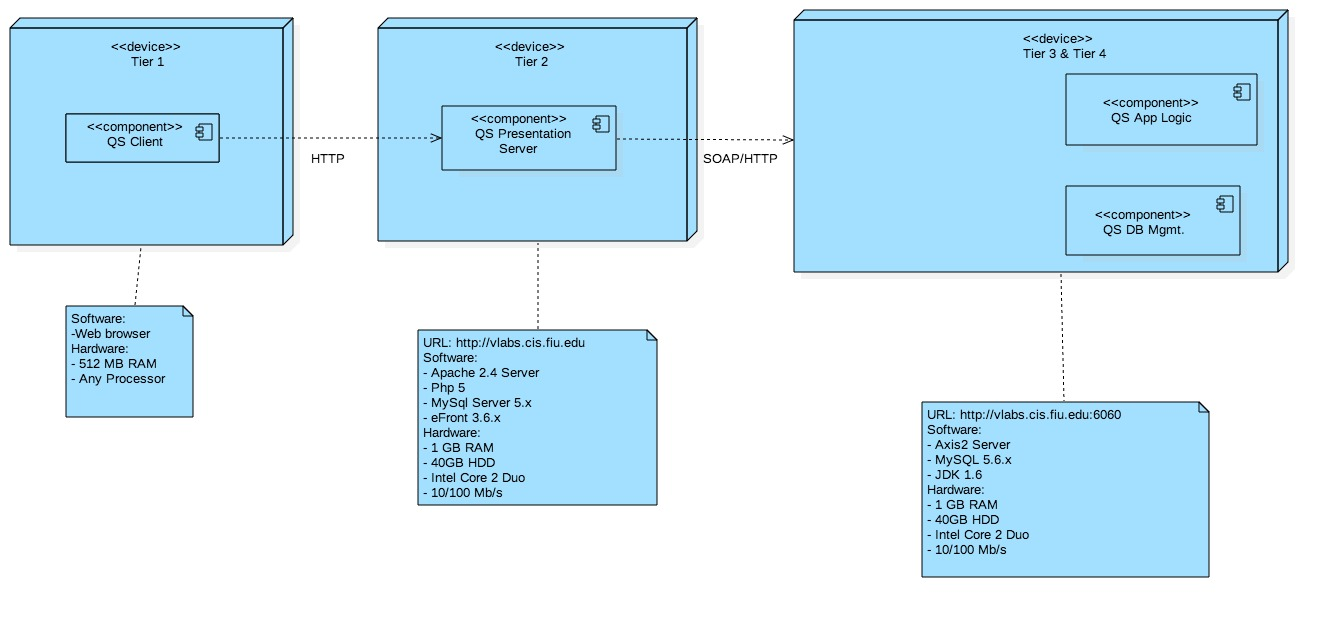 <<device>>
Tier 1
<<component>>
QS Client
HTTP
<<device>>
Tier 2
<<component>>
QS Presentation
Server
SOAP/HTTP
<<device>>
Tier 3 & Tier 4
<<component>>
QS App Logic
<<component>>
QS DB Mgmt.
Software:
-Web browser
Hardware:
- 512 MB RAM
- Any Processor
URL: http://vlabs.cis.fiu.edu
Software:
- Apache 2.4 Server
- Php 5
- MySql Server 5.x
- eFront 3.6.x
Hardware:
- 1 GB RAM
- 40GB HDD
- Intel Core 2 Duo
- 10/100 Mb/s
URL: http://vlabs.cis.fiu.edu:6060
Software:
- Axis2 Server
- MySQL 5.6.x
- JDK 1.6
Hardware:
- 1 GB RAM
- 40GB HDD
- Intel Core 2 Duo
- 10/100 Mb/s